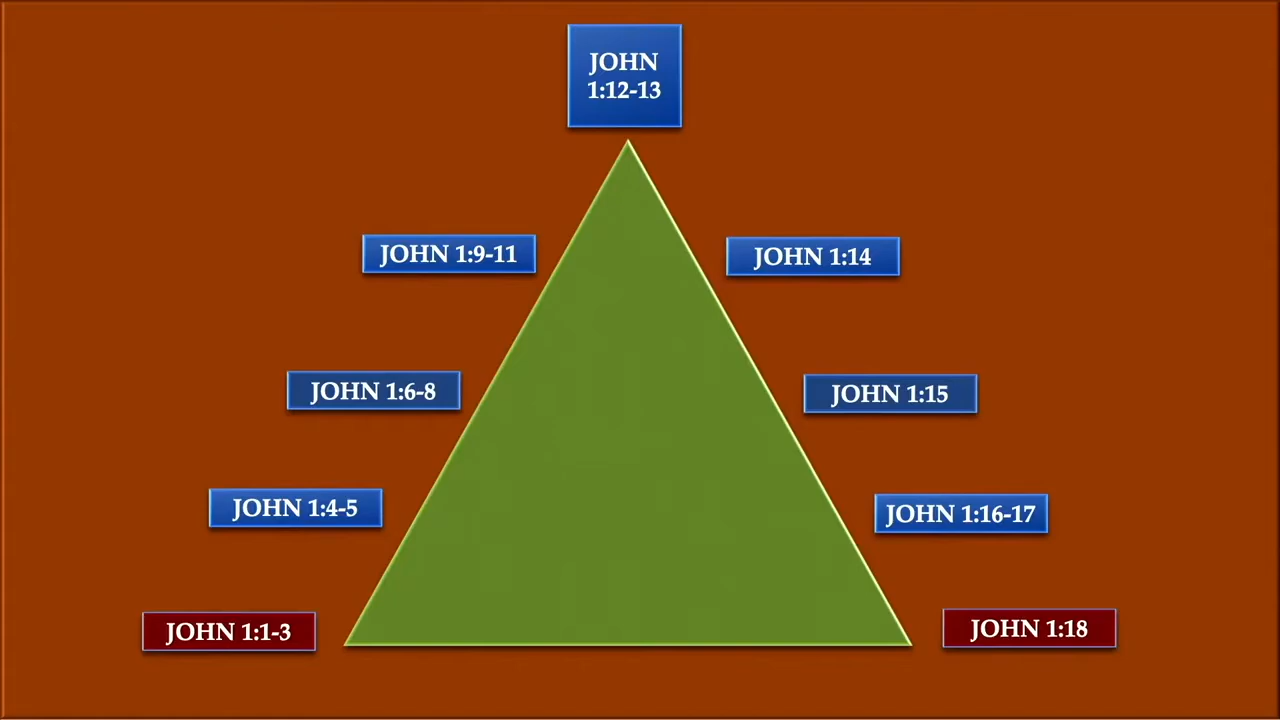 JOHN
1:12-13
JOHN 1:9-11
JOHN 1:14
JOHN 1:6-8
JOHN 1:15
JOHN 1:4-5
JOHN 1:16-17
JOHN 1:1-3
JOHN 1:18